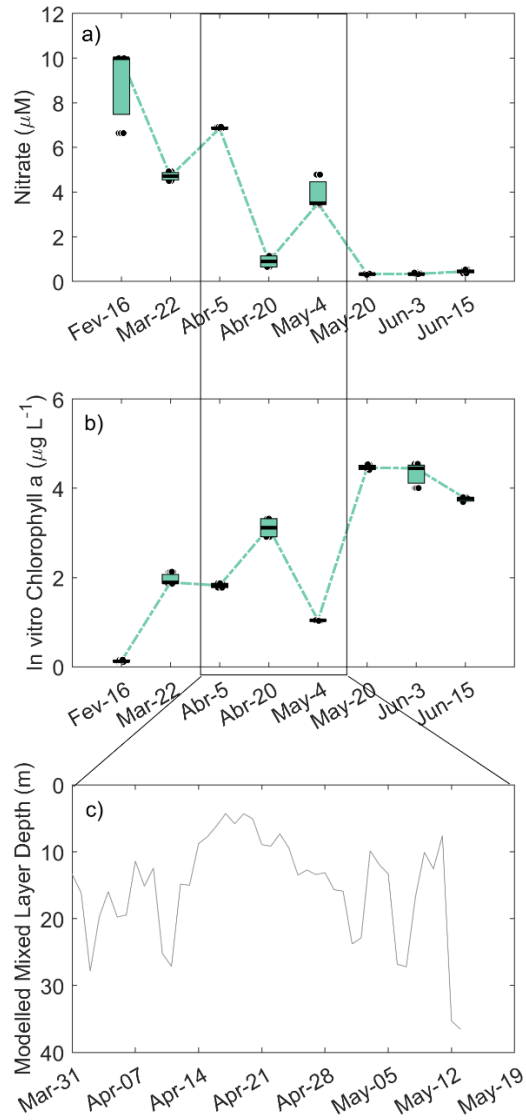 a)
Nitrate (μM)
12
10
8
6
4
2
0
Fev-16
Mar-22
Abr-5
Abr-20
May-4
May-20
Jun-3
Jun-15
b)
In vitro Chlorophyll a (μg L⁻¹)
6
4
2
0
Fev-16
Mar-22
Abr-5
Abr-20
May-4
May-20
Jun-3
Jun-15
c)
Modelled Mixed Layer Depth (m)
0
10
20
30
40
Mar-31
Apr-07
Apr-14
Apr-21
Apr-28
May-05
May-12
May-19